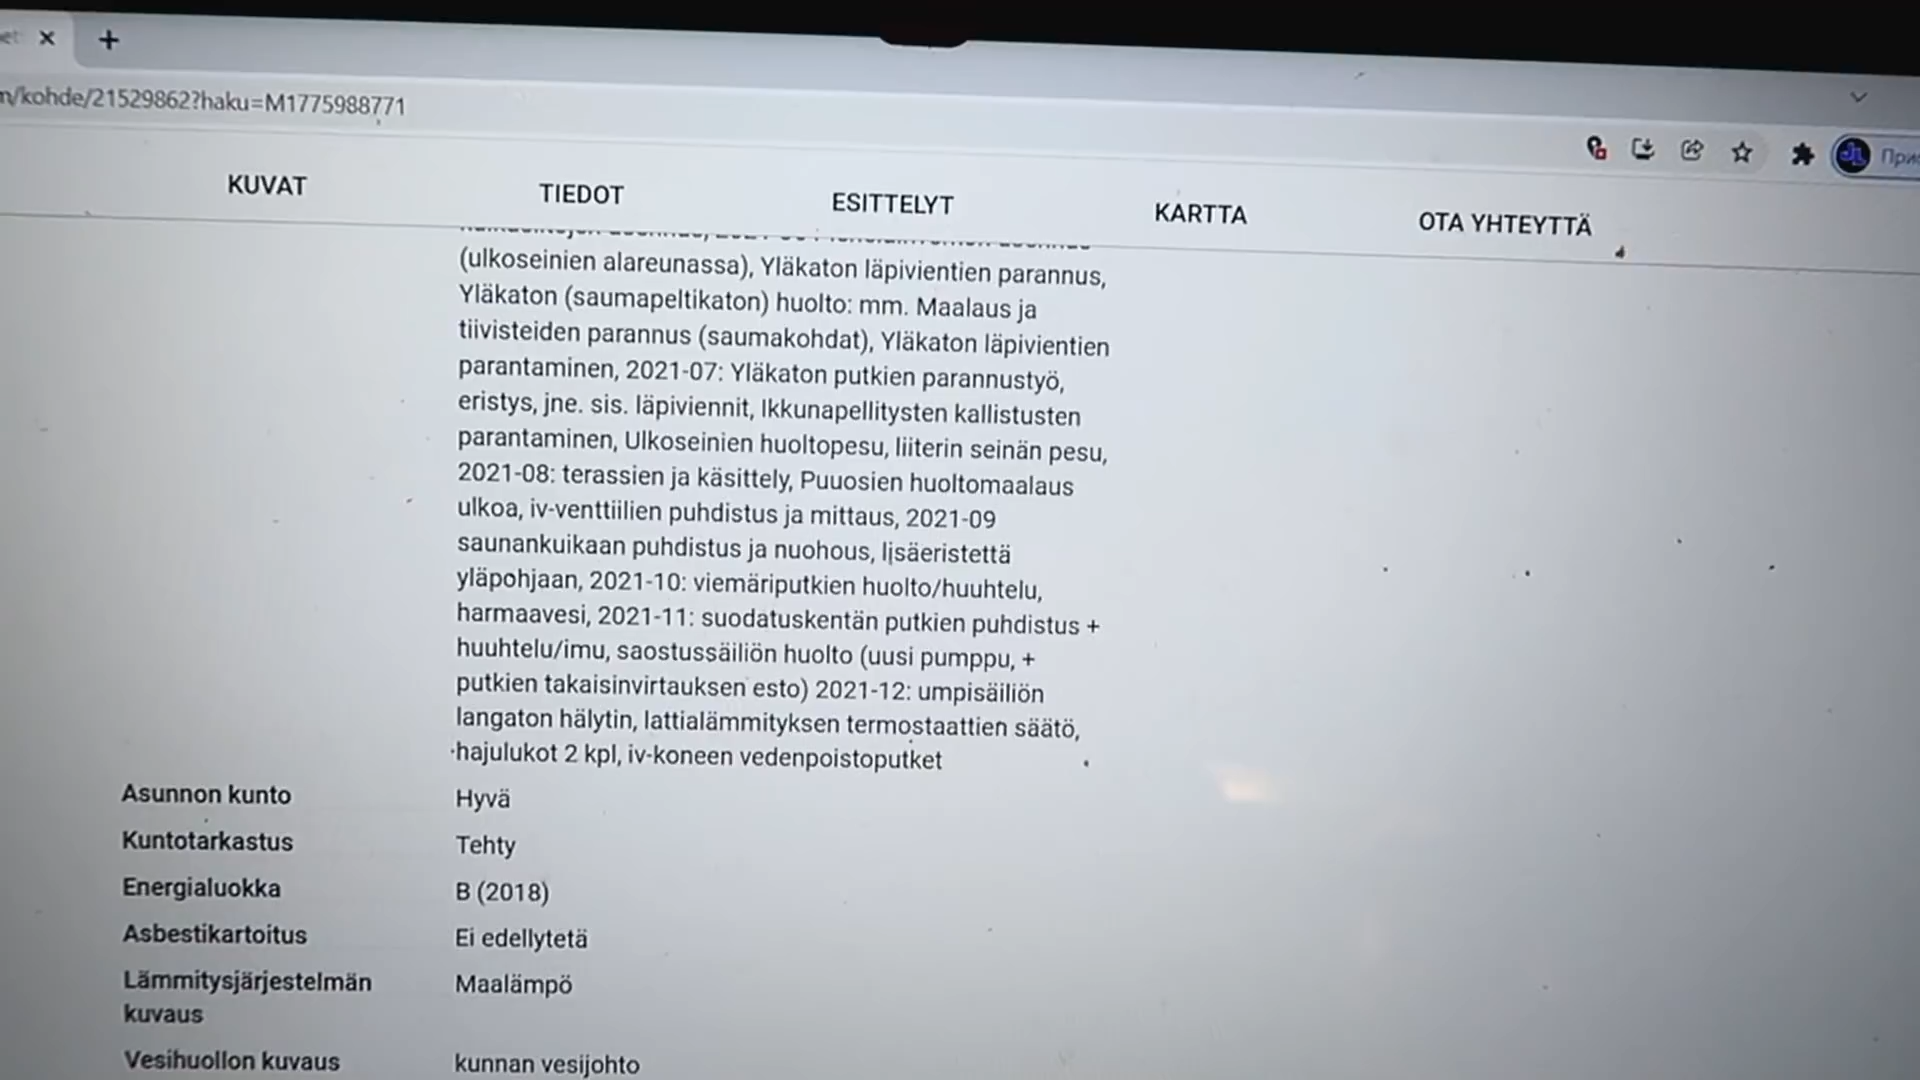 n/kohde/21529862?haku=M1775988771
KUVAT
TIEDOT
ESITTELYT
KARTTA
OTA YHTEYTTÄ
(ulkoseinien alareunassa), Yläkaton läpivientien parannus,
Yläkaton (saumapeltikaton) huolto: mm. Maalaus ja
tiivisteiden parannus (saumakohdat), Yläkaton läpivientien
parantaminen, 2021-07: Yläkaton putkien parannustyö,
eristys, jne. sis. läpiviennit, Ikkunapellitysten kallistusten
parantaminen, Ulkoseinien huoltopesu, liiterin seinän pesu,
2021-08: terassien ja käsittely, Puuosien huoltomaalaus
ulkoa, iv-venttiilien puhdistus ja mittaus, 2021-09
saunankuikaan puhdistus ja nuohous, lisäeristettä
yläpohjaan, 2021-10: viemäriputkien huolto/huuhtelu,
harmaavesi, 2021-11: suodatuskentän putkien puhdistus +
huuhtelu/imu, saostussäiliön huolto (uusi pumppu, +
putkien takaisinvirtauksen esto) 2021-12: umpisäiliön
langaton hälytin, lattialämmityksen termostaattien säätö,
hajulukot 2 kpl, iv-koneen vedenpoistoputket
Asunnon kunto Hyvä
Kuntotarkastus Tehty
Energialuokka B (2018)
Asbestikartoitus Ei edellytetä
Lämmitysjärjestelmän Maalämpö
kuvaus
Vesihuollon kuvaus kunnan vesijohto